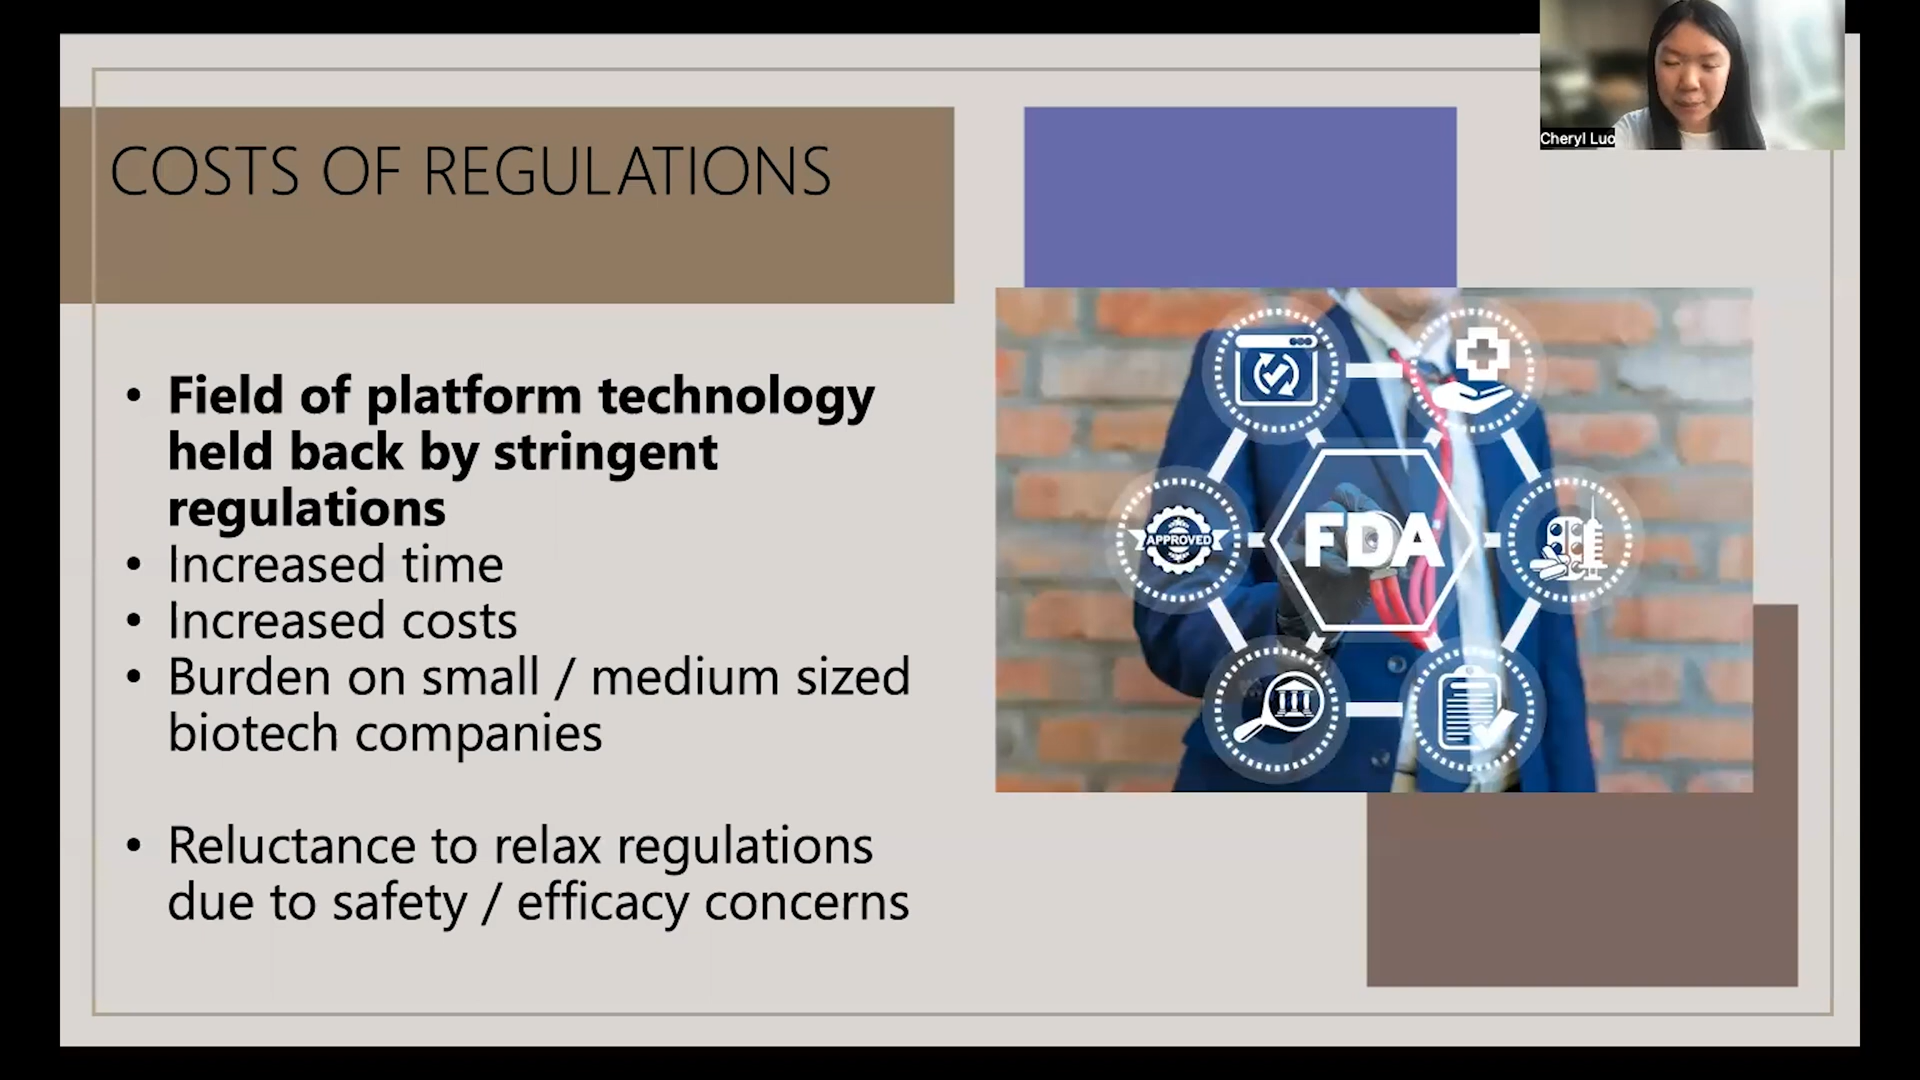 Cheryl Luo
COSTS OF REGULATIONS
• Field of platform technology
held back by stringent
regulations
• Increased time
• Increased costs
• Burden on small / medium sized
biotech companies
• Reluctance to relax regulations
due to safety / efficacy concerns
APPROVED
FDA